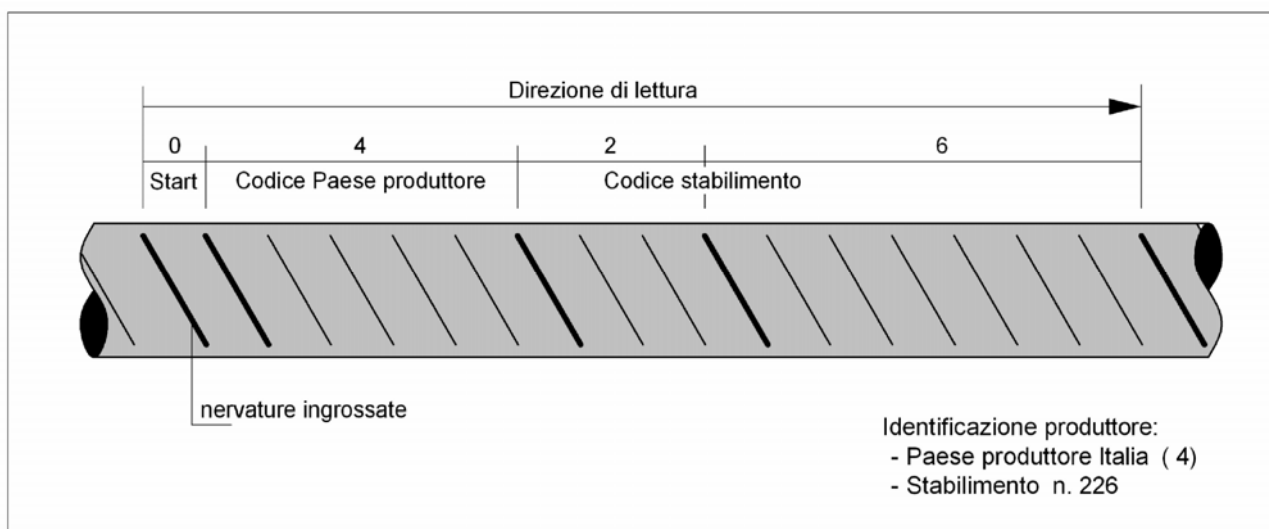 Direzione di lettura
0 4 2 6
Start Codice Paese produttore Codice stabilimento
nervature ingrossate
Identificazione produttore:
- Paese produttore Italia ( 4)
- Stabilimento n. 226